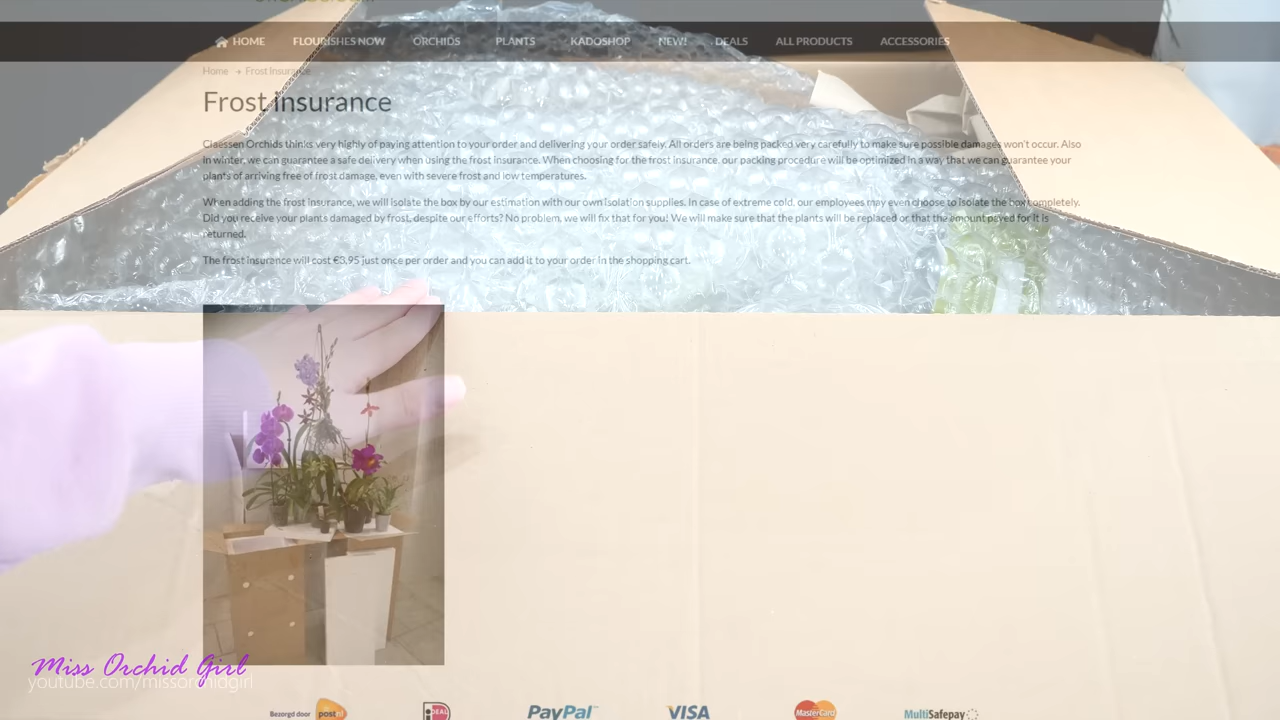 HOME FLOURISHES NOW ORCHIDS PLANTS KADOSHOP NEW! DEALS ALL PRODUCTS ACCESSORIES
Home → Frost Insurance
Frost insurance
Claessen Orchids thinks very highly of paying attention to your order and delivering your order safely. All orders are being packed very carefully to make sure possible damages won't occur. Also
in winter, we can guarantee a safe delivery when using the frost insurance. When choosing for the frost insurance, our packing procedure will be optimized in a way that we can guarantee your
plants of arriving free of frost damage, even with severe frost and low temperatures.
When adding the frost insurance, we will isolate the box by our estimation with our own isolation supplies. In case of extreme cold, our employees may even choose to isolate the box completely.
Did you receive your plants damaged by frost, despite our efforts? No problem, we will fix that for you! We will make sure that the plants will be replaced or that the amount payed for it is
returned.
The frost insurance will cost €3,95 just once per order and you can add it to your order in the shopping cart.
Miss Orchid Girl
youtube.com/missorchidgirl
Bezorgd door postnl iDEAL PayPal VISA MasterCard MultiSafepay